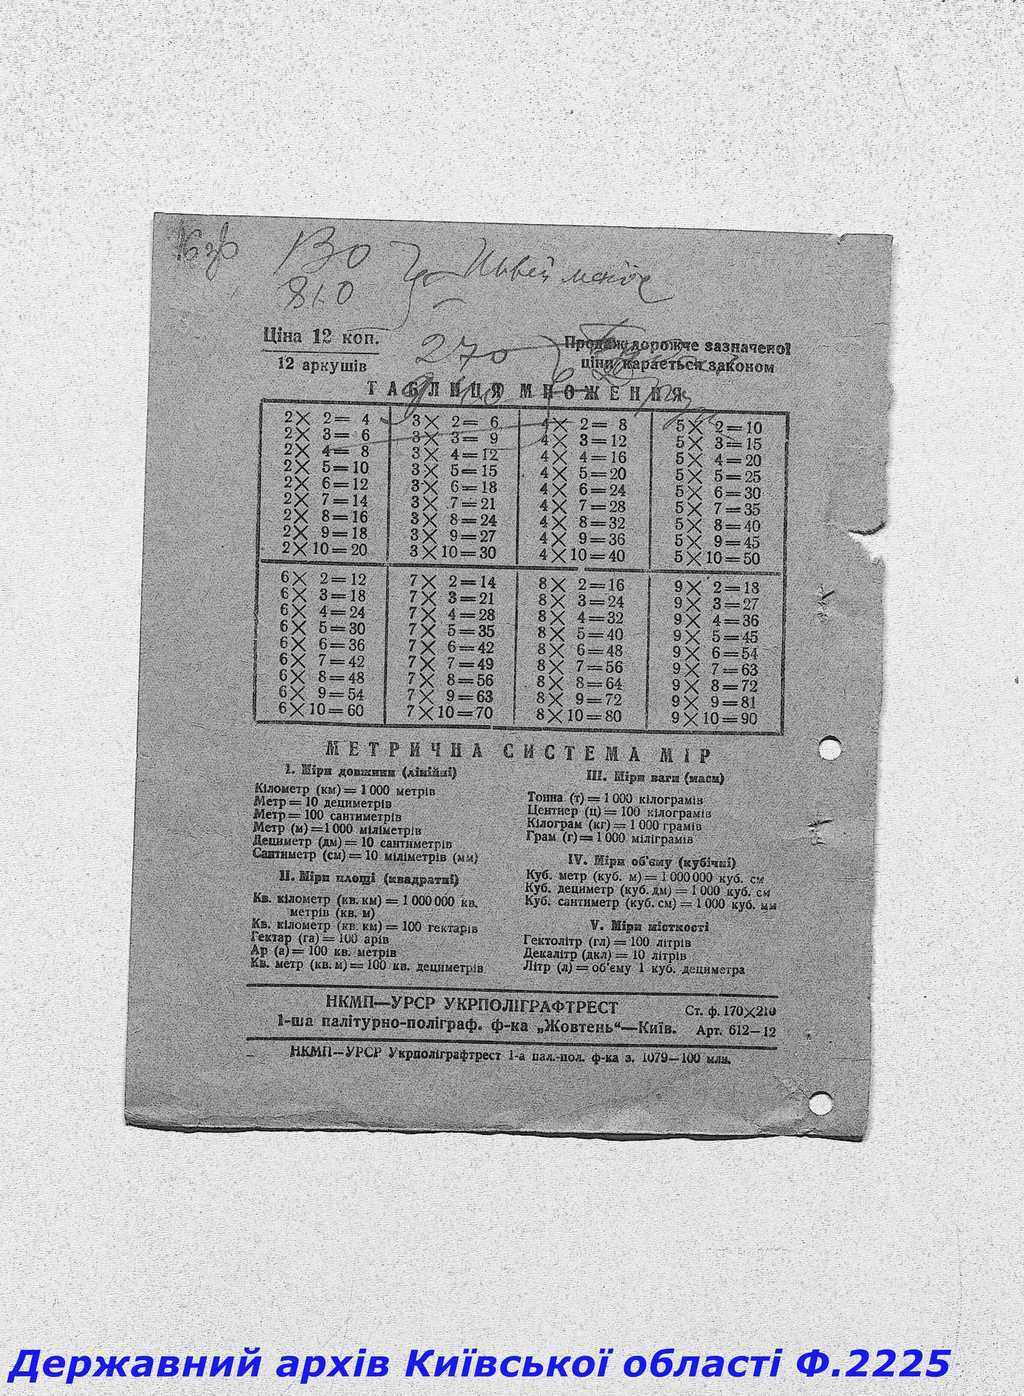 810
Ціна 12 коп.
12 аркушів
Продаж дорожче зазначеної
ціни карається законом
270
ТАБЛИЦЯ МНОЖЕННЯ
2× 2= 4
2× 3= 6
2× 4= 8
2× 5=10
2× 6=12
2× 7=14
2× 8=16
2× 9=18
2×10=20
3× 2= 6
3× 3= 9
3× 4=12
3× 5=15
3× 6=18
3× 7=21
3× 8=24
3× 9=27
3×10=30
4× 2= 8
4× 3=12
4× 4=16
4× 5=20
4× 6=24
4× 7=28
4× 8=32
4× 9=36
4×10=40
5× 2=10
5× 3=15
5× 4=20
5× 5=25
5× 6=30
5× 7=35
5× 8=40
5× 9=45
5×10=50
6× 2=12
6× 3=18
6× 4=24
6× 5=30
6× 6=36
6× 7=42
6× 8=48
6× 9=54
6×10=60
7× 2=14
7× 3=21
7× 4=28
7× 5=35
7× 6=42
7× 7=49
7× 8=56
7× 9=63
7×10=70
8× 2=16
8× 3=24
8× 4=32
8× 5=40
8× 6=48
8× 7=56
8× 8=64
8× 9=72
8×10=80
9× 2=18
9× 3=27
9× 4=36
9× 5=45
9× 6=54
9× 7=63
9× 8=72
9× 9=81
9×10=90
МЕТРИЧНА СИСТЕМА МІР
І. Міри довжини (лінійні)
Кілометр (км)=1 000 метрів
Метр=10 дециметрів
Метр=100 сантиметрів
Метр (м)=1 000 міліметрів
Дециметр (дм)=10 сантиметрів
Сантиметр (см)=10 міліметрів (мм)
ІІ. Міри площі (квадратні)
Кв. кілометр (кв. км)=1 000 000 кв.
метрів (кв. м)
Кв. кілометр (кв. км)=100 гектарів
Гектар (га)=100 арів
Ар (а)=100 кв. метрів
Кв. метр (кв. м)=100 кв. дециметрів
ІІІ. Міри ваги (маси)
Тонна (т)=1 000 кілограмів
Центнер (ц)=100 кілограмів
Кілограм (кг)=1 000 грамів
Грам (г)=1 000 міліграмів
IV. Міри об'єму (кубічні)
Куб. метр (куб. м)=1 000 000 куб. см
Куб. дециметр (куб. дм)=1 000 куб. см
Куб. сантиметр (куб. см)=1 000 куб. мм
V. Міри місткості
Гектолітр (гл)=100 літрів
Декалітр (дкл)=10 літрів
Літр (л)=об'єму 1 куб. дециметра
НКМП—УРСР УКРПОЛІГРАФТРЕСТ
1-ша палітурно-поліграф. ф-ка „Жовтень“—Київ.
Ст. ф. 170×210
Арт. 612—12
НКМП—УРСР Укрполіграфтрест 1-а пал.-пол. ф-ка з. 1079—100 млн.
Державний архів Київської області Ф.2225